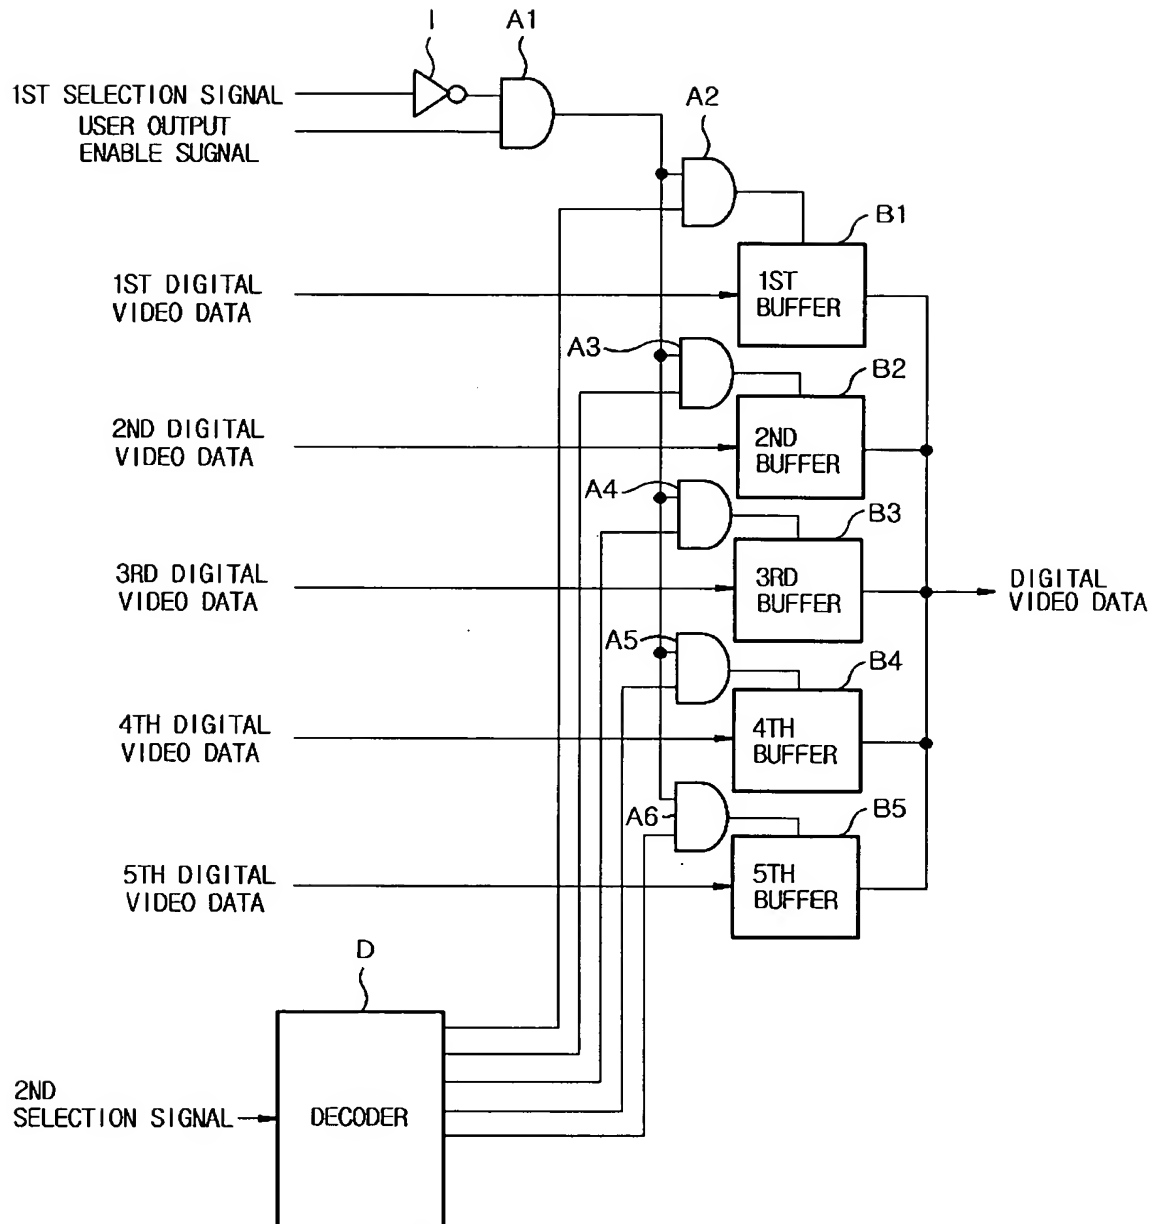 I
A1
1ST SELECTION SIGNAL
USER OUTPUT
ENABLE SUGNAL
A2
B1
1ST DIGITAL
VIDEO DATA
1ST
BUFFER
A3
B2
2ND DIGITAL
VIDEO DATA
2ND
BUFFER
A4
B3
3RD DIGITAL
VIDEO DATA
3RD
BUFFER
DIGITAL
VIDEO DATA
A5
B4
4TH DIGITAL
VIDEO DATA
4TH
BUFFER
A6
B5
5TH DIGITAL
VIDEO DATA
5TH
BUFFER
D
2ND
SELECTION SIGNAL
DECODER